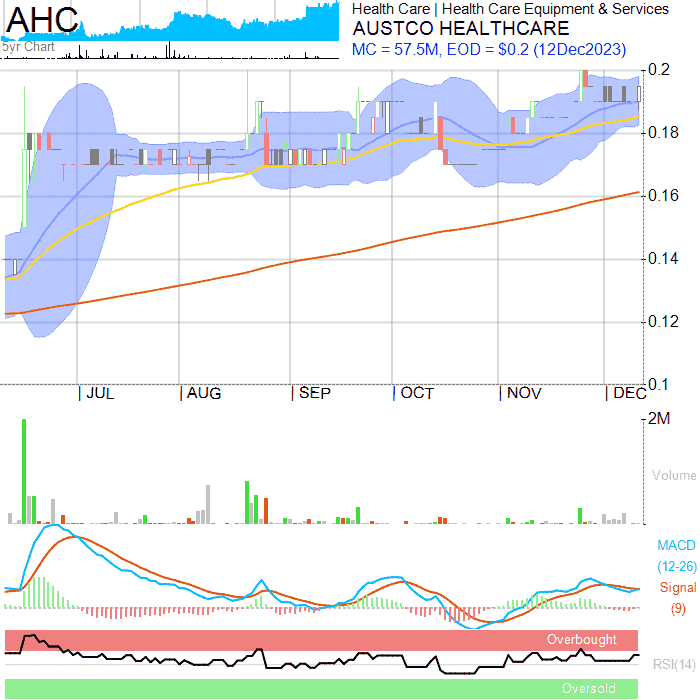 AHC
5yr Chart
Health Care | Health Care Equipment & Services
AUSTCO HEALTHCARE
MC = 57.5M, EOD = $0.2 (12Dec2023)
0.2
0.18
0.16
0.14
0.12
0.1
| JUL | AUG | SEP | OCT | NOV | DEC
2M
Volume
MACD
(12-26)
Signal
(9)
Overbought
RSI(14)
Oversold